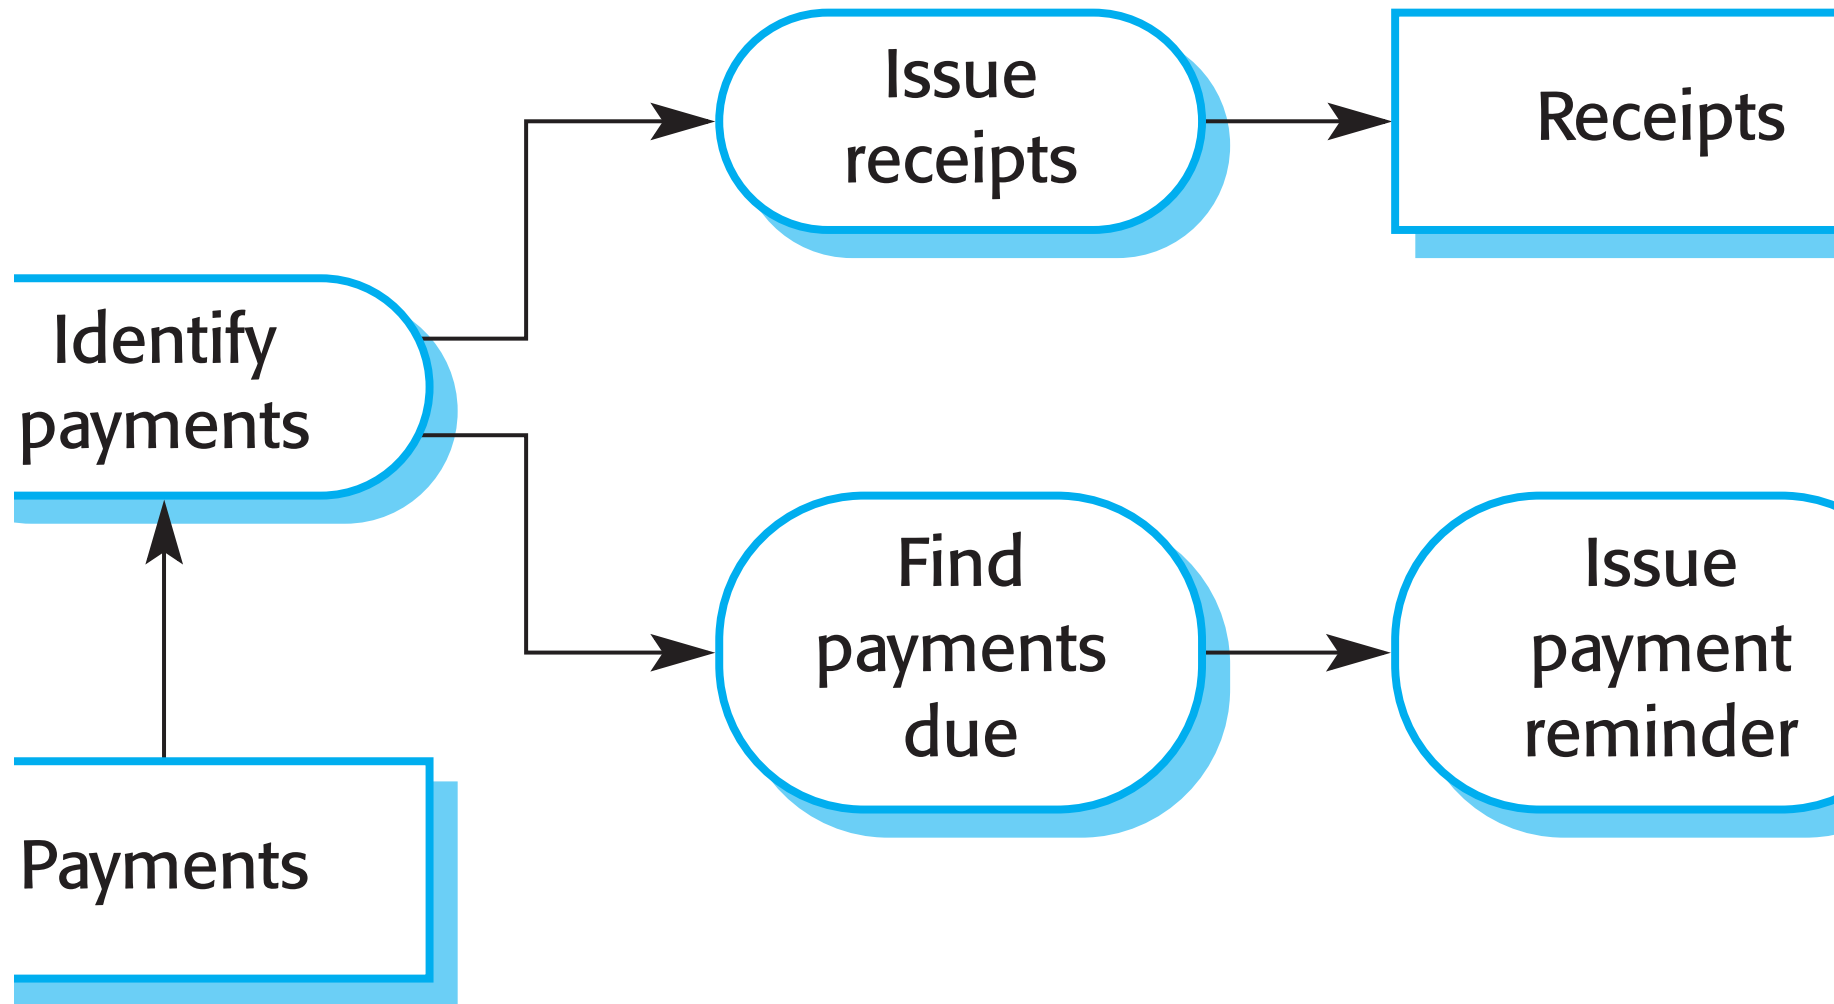 Issue
receipts
Receipts
Identify
payments
Find
payments
due
Issue
payment
reminder
Payments